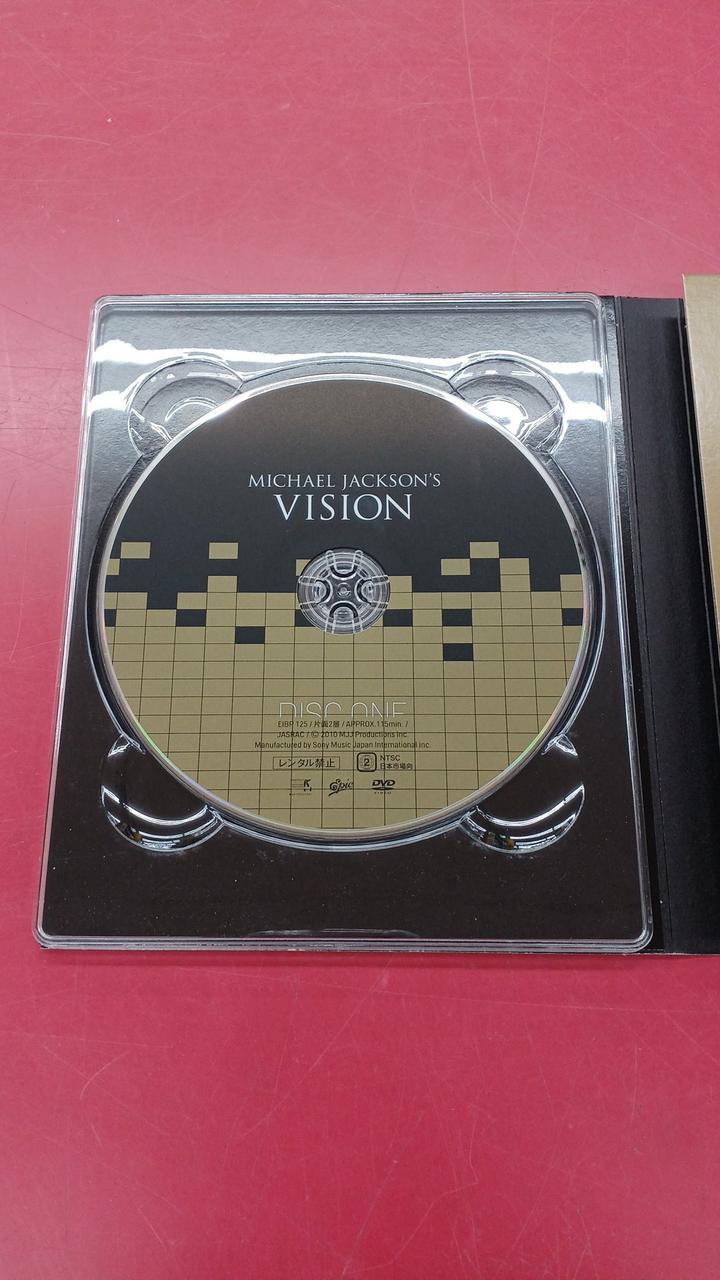 MICHAEL JACKSON'S
VISION
DISC ONE
EIBP 125 / 片面2層 / APPROX.115min. /
JASRAC / © 2010 MJJ Productions Inc.
Manufactured by Sony Music Japan International Inc.
レンタル禁止
2
NTSC
日本市場向
Epic
DVD
VIDEO